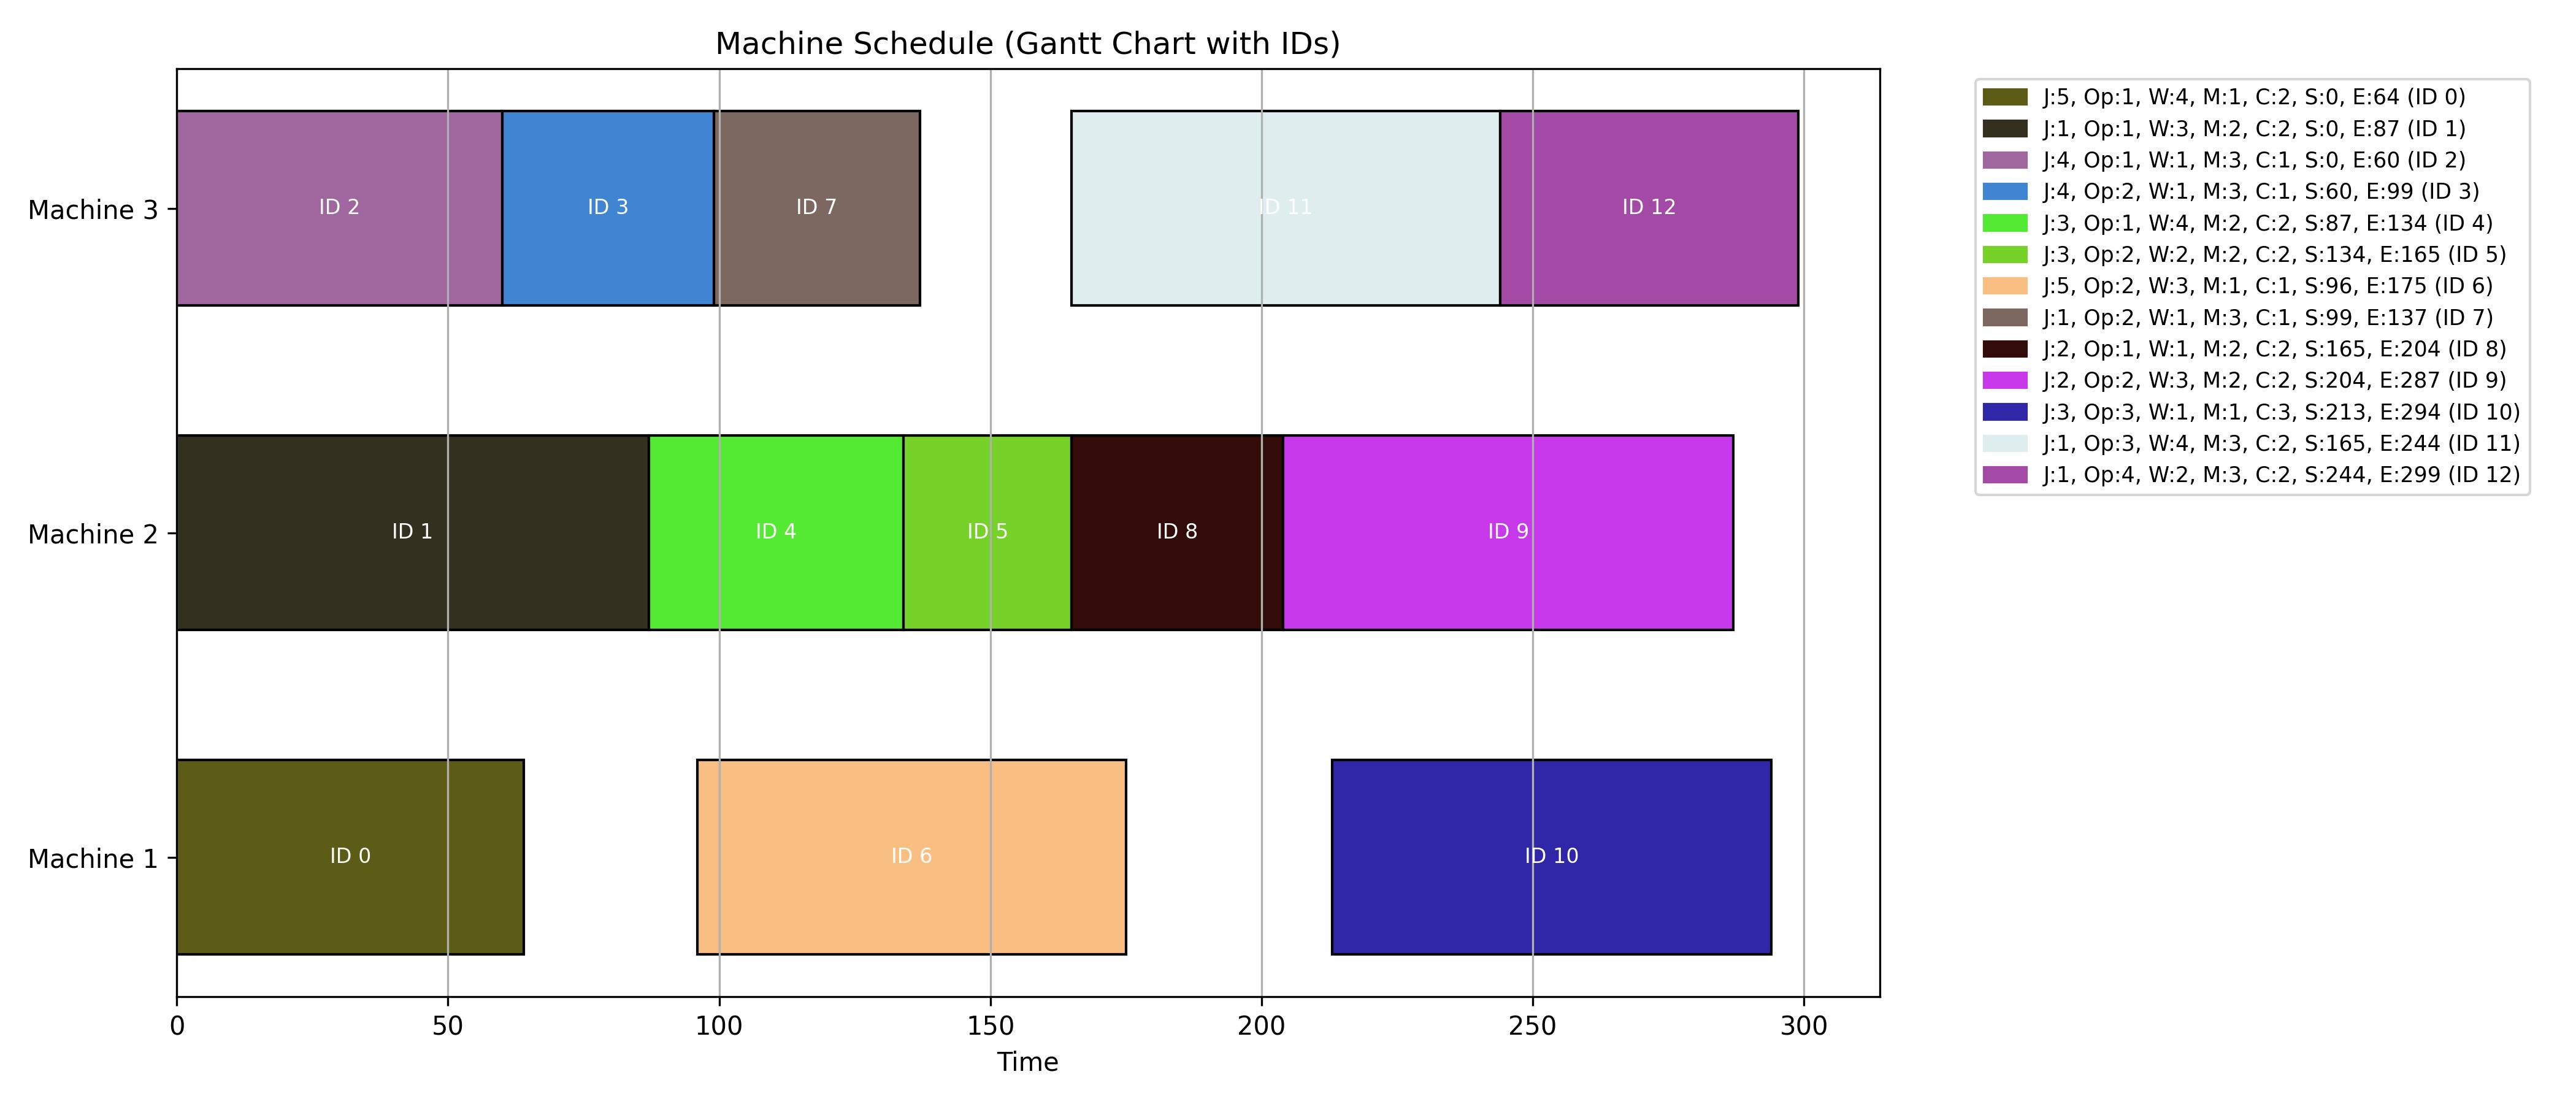 Machine Schedule (Gantt Chart with IDs)
Machine 3
ID 2
ID 3
ID 7
ID 11
ID 12
Machine 2
ID 1
ID 4
ID 5
ID 8
ID 9
Machine 1
ID 0
ID 6
ID 10
0 50 100 150 200 250 300
Time
J:5, Op:1, W:4, M:1, C:2, S:0, E:64 (ID 0)
J:1, Op:1, W:3, M:2, C:2, S:0, E:87 (ID 1)
J:4, Op:1, W:1, M:3, C:1, S:0, E:60 (ID 2)
J:4, Op:2, W:1, M:3, C:1, S:60, E:99 (ID 3)
J:3, Op:1, W:4, M:2, C:2, S:87, E:134 (ID 4)
J:3, Op:2, W:2, M:2, C:2, S:134, E:165 (ID 5)
J:5, Op:2, W:3, M:1, C:1, S:96, E:175 (ID 6)
J:1, Op:2, W:1, M:3, C:1, S:99, E:137 (ID 7)
J:2, Op:1, W:1, M:2, C:2, S:165, E:204 (ID 8)
J:2, Op:2, W:3, M:2, C:2, S:204, E:287 (ID 9)
J:3, Op:3, W:1, M:1, C:3, S:213, E:294 (ID 10)
J:1, Op:3, W:4, M:3, C:2, S:165, E:244 (ID 11)
J:1, Op:4, W:2, M:3, C:2, S:244, E:299 (ID 12)